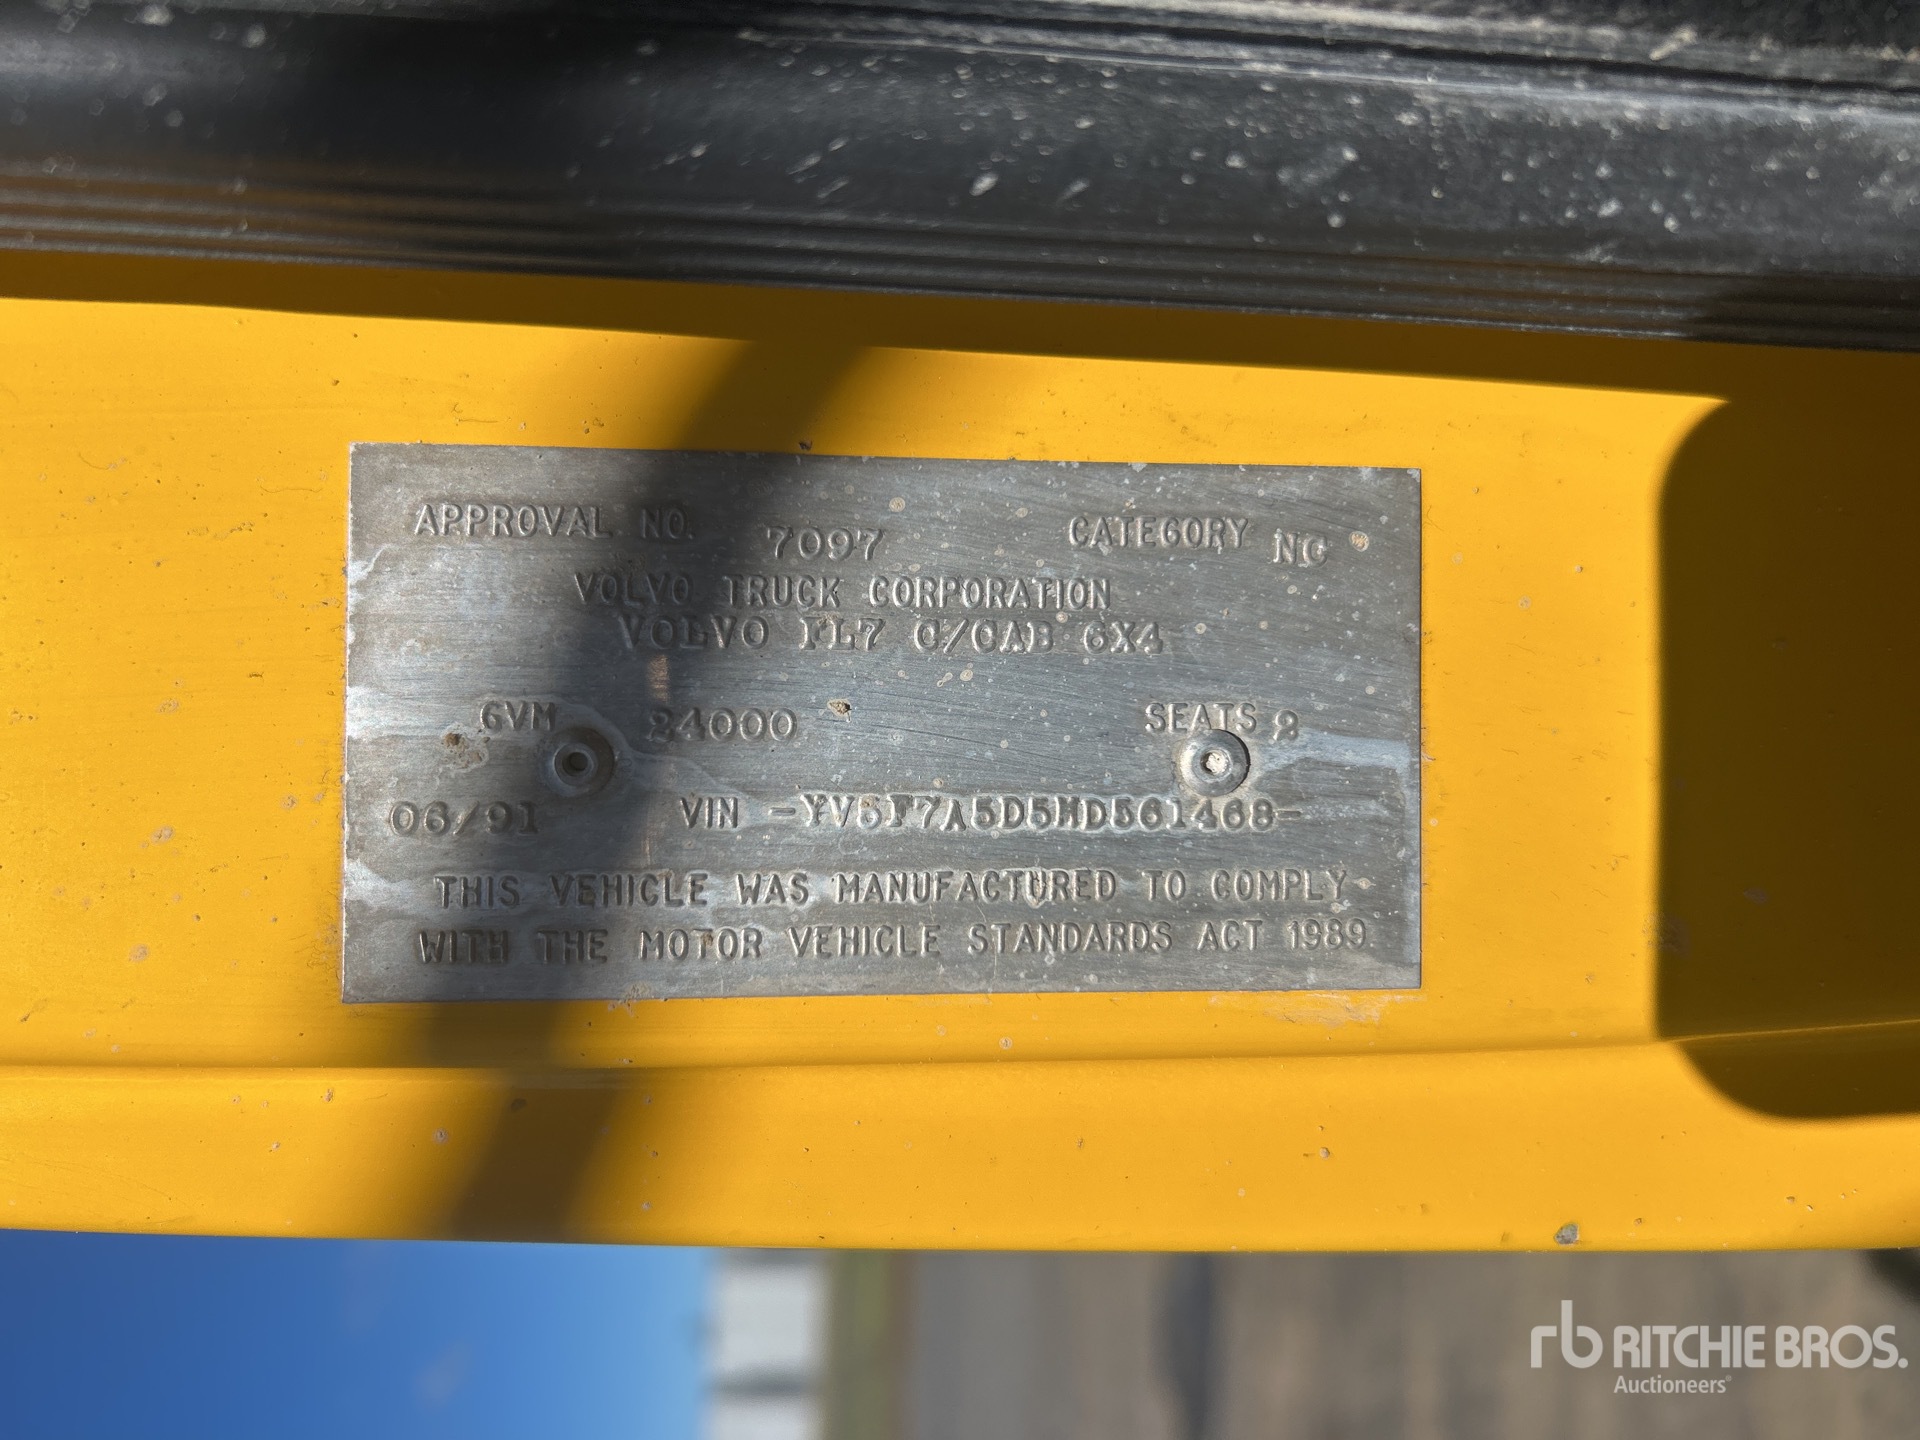 APPROVAL NO. 7097 CATEGORY NC
VOLVO TRUCK CORPORATION
VOLVO FL7 C/CAB 6X4
GVM 24000 SEATS 2
06/91 VIN -YV5F7A5D5MD561468-
THIS VEHICLE WAS MANUFACTURED TO COMPLY
WITH THE MOTOR VEHICLE STANDARDS ACT 1989.
rb RITCHIE BROS.
Auctioneers